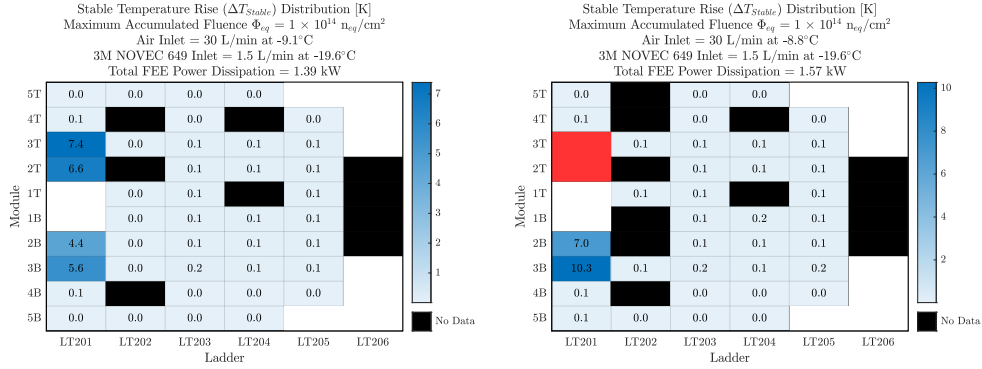 Stable Temperature Rise (ΔT_Stable) Distribution [K]
Maximum Accumulated Fluence Φ_eq = 1 × 10^14 n_eq/cm^2
Air Inlet = 30 L/min at -9.1°C
3M NOVEC 649 Inlet = 1.5 L/min at -19.6°C
Total FEE Power Dissipation = 1.39 kW
5T 0.0 0.0 0.0 0.0
4T 0.1 0.0 0.0
3T 7.4 0.0 0.1 0.1 0.0
2T 6.6 0.1 0.1 0.0
1T 0.0 0.1 0.0
1B 0.0 0.1 0.1 0.1
2B 4.4 0.0 0.1 0.1 0.1
3B 5.6 0.0 0.2 0.1 0.1
4B 0.1 0.0 0.0 0.0
5B 0.0 0.0 0.0 0.0
LT201 LT202 LT203 LT204 LT205 LT206
Ladder
Module
7
6
5
4
3
2
1
No Data
Stable Temperature Rise (ΔT_Stable) Distribution [K]
Maximum Accumulated Fluence Φ_eq = 1 × 10^14 n_eq/cm^2
Air Inlet = 30 L/min at -8.8°C
3M NOVEC 649 Inlet = 1.5 L/min at -19.6°C
Total FEE Power Dissipation = 1.57 kW
5T 0.0 0.0 0.0
4T 0.1 0.0 0.0
3T 0.1 0.1 0.1 0.0
2T 0.1 0.1 0.0
1T 0.1 0.1 0.0
1B 0.1 0.2 0.1
2B 7.0 0.1 0.1 0.1
3B 10.3 0.1 0.2 0.1 0.2
4B 0.1 0.0 0.0 0.0
5B 0.1 0.0 0.0 0.0
LT201 LT202 LT203 LT204 LT205 LT206
Ladder
Module
10
8
6
4
2
No Data